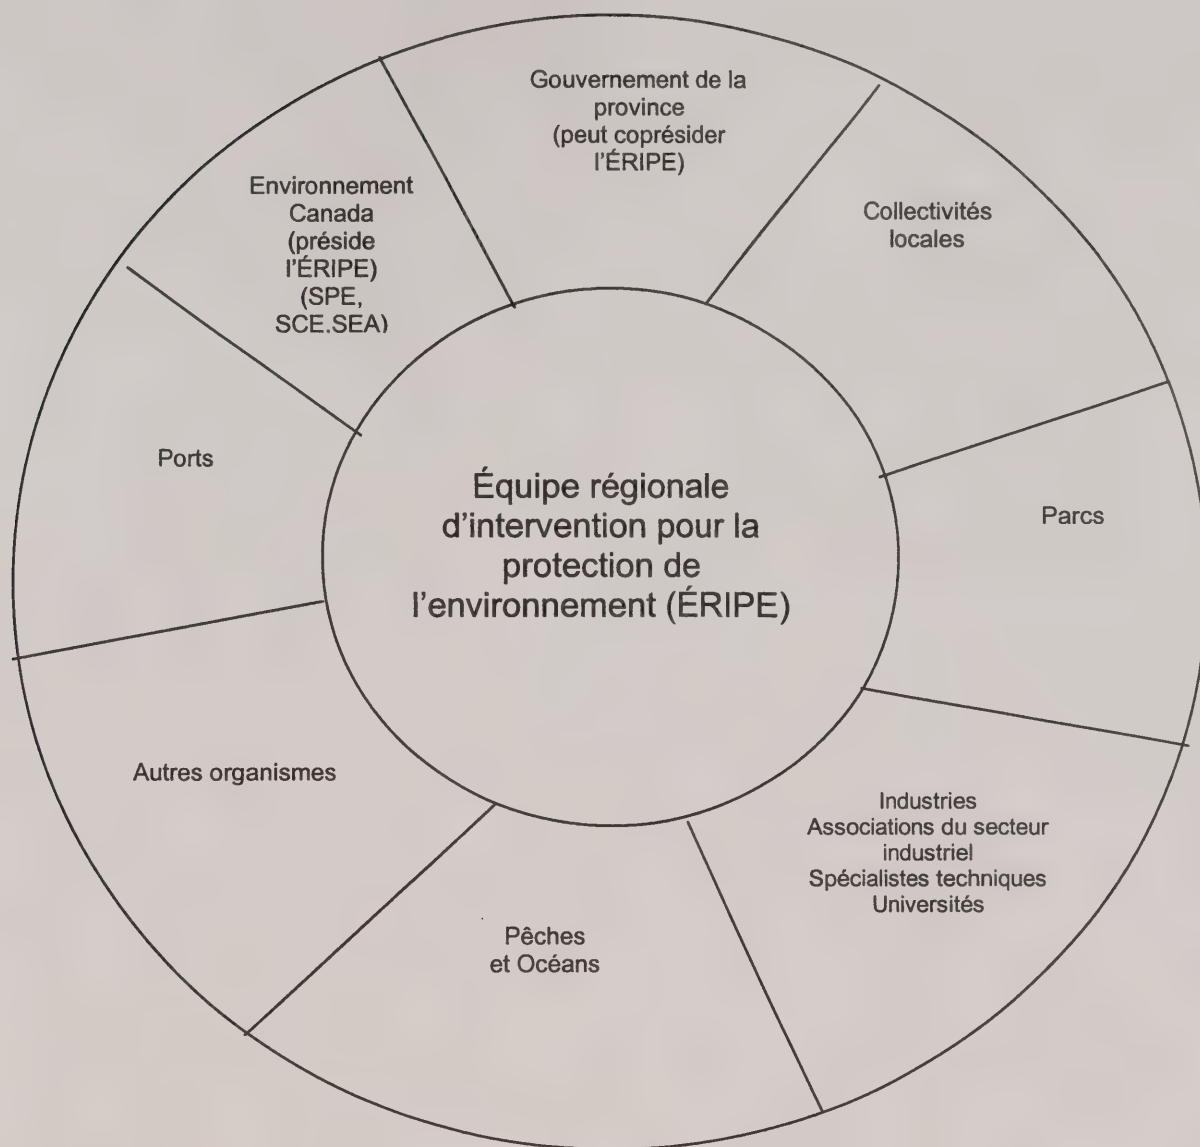 Gouvernement de la
province
(peut coprésider
l'ÉRIPE)
Environnement
Canada
(préside
l'ÉRIPE)
(SPE,
SCE.SEA)
Collectivités
locales
Ports
Parcs
Équipe régionale
d'intervention pour la
protection de
l'environnement (ÉRIPE)
Autres organismes
Industries
Associations du secteur
industriel
Spécialistes techniques
Universités
Pêches
et Océans